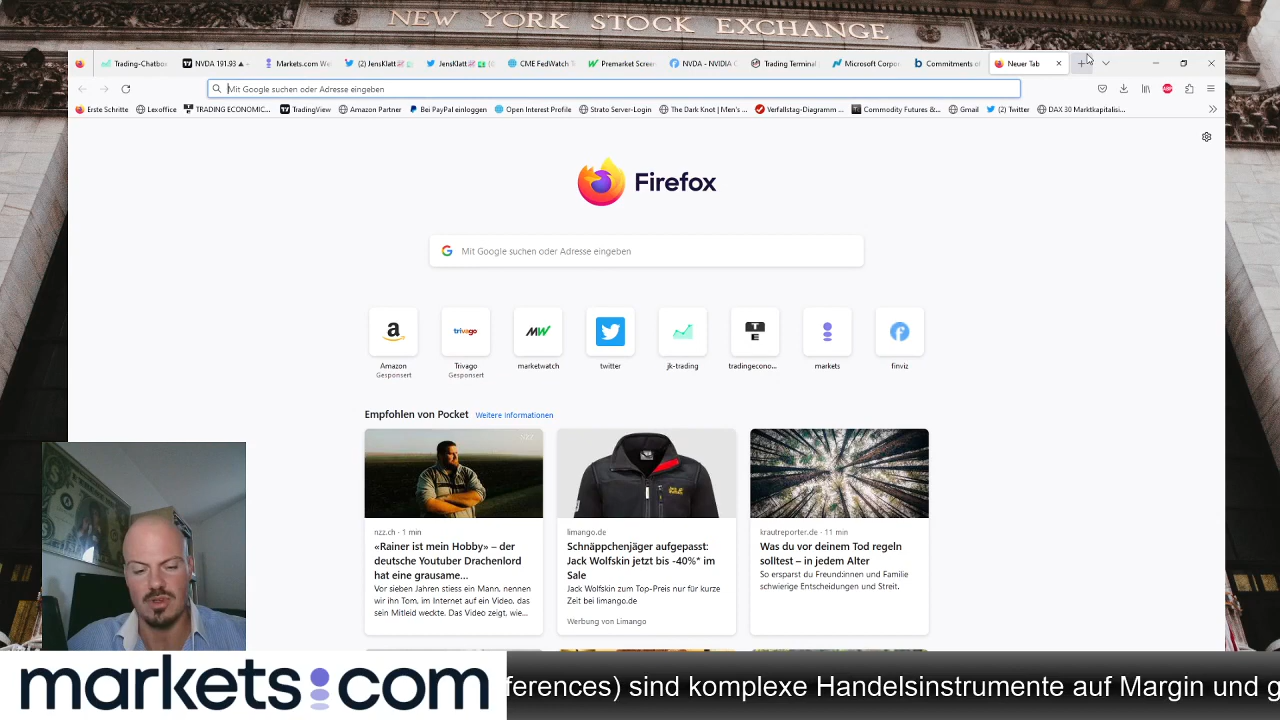 NEW YORK STOCK EXCHANGE
Trading-Chatbo
NVDA 191.93
Markets.com We
(2) JensKlatt
JensKlatt
CME FedWatch T
Premarket Scree
NVDA - NVIDIA C
Trading Terminal
Microsoft Corpo
Commitments of
Neuer Tab
Mit Google suchen oder Adresse eingeben
Erste Schritte
Lexoffice
TRADING ECONOMIC...
TradingView
Amazon Partner
Bei PayPal einloggen
Open Interest Profile
Strato Server-Login
The Dark Knot | Men's ...
Verfallstag-Diagramm ...
Commodity Futures &...
Gmail
(2) Twitter
DAX 30 Marktkapitalisi...
Firefox
Mit Google suchen oder Adresse eingeben
Amazon
Gesponsert
trivago
Trivago
Gesponsert
marketwatch
twitter
jk-trading
TE
tradingecono...
markets
finviz
Empfohlen von Pocket Weitere Informationen
nzz.ch · 1 min
«Rainer ist mein Hobby» – der
deutsche Youtuber Drachenlord
hat eine grausame...
Vor sieben Jahren stiess ein Mann, nennen
wir ihn Tom, im Internet auf ein Video, das
sein Mitleid weckte. Das Video zeigt, wie...
limango.de
Schnäppchenjäger aufgepasst:
Jack Wolfskin jetzt bis -40%* im
Sale
Jack Wolfskin zum Top-Preis nur für kurze
Zeit bei limango.de
Werbung von Limango
krautreporter.de · 11 min
Was du vor deinem Tod regeln
solltest – in jedem Alter
So ersparst du Freund:innen und Familie
schwierige Entscheidungen und Streit.
markets.com
ferences) sind komplexe Handelsinstrumente auf Margin und g